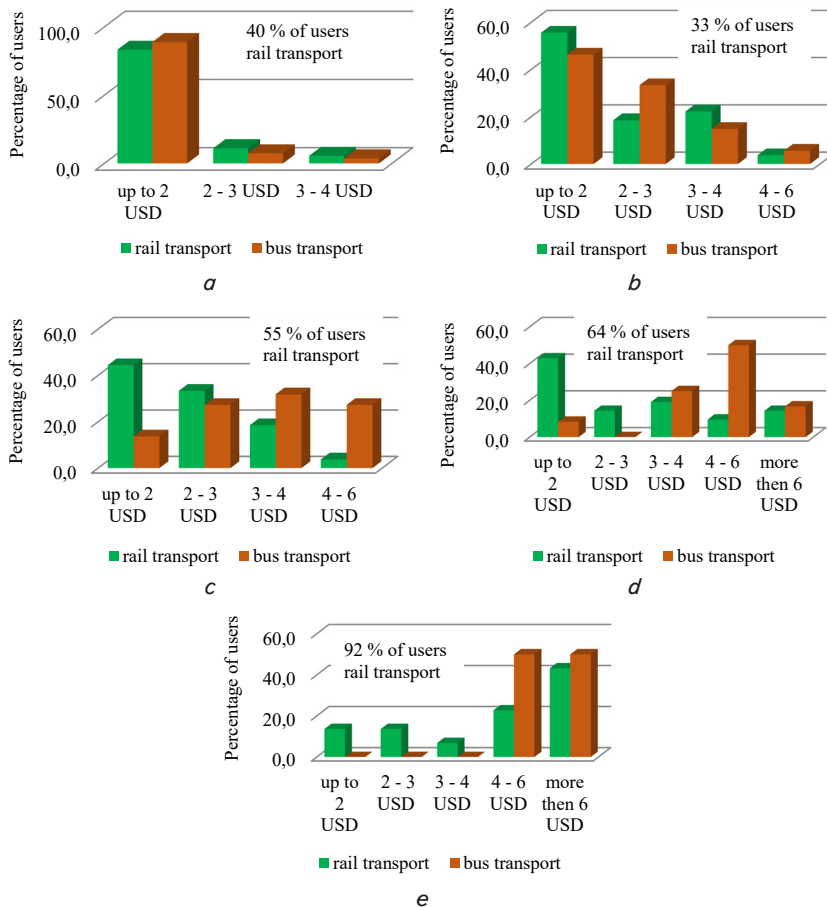 Percentage of users
100,0
50,0
0,0
40 % of users
rail transport
up to 2
USD
2 - 3 USD
3 - 4 USD
rail transport
bus transport
a
Percentage of users
60,0
40,0
20,0
0,0
33 % of users
rail transport
up to 2
USD
2 - 3
USD
3 - 4
USD
4 - 6
USD
rail transport
bus transport
b
Percentage of users
60,0
40,0
20,0
0,0
55 % of users
rail transport
up to 2
USD
2 - 3
USD
3 - 4
USD
4 - 6
USD
rail transport
bus transport
c
Percentage of users
60,0
40,0
20,0
0,0
64 % of users
rail transport
up to
2
USD
2 - 3
USD
3 - 4
USD
4 - 6
USD
more
then 6
USD
rail transport
bus transport
d
Percentage of users
60,0
40,0
20,0
0,0
92 % of users
rail transport
up to
2
USD
2 - 3
USD
3 - 4
USD
4 - 6
USD
more
then 6
USD
rail transport
bus transport
e